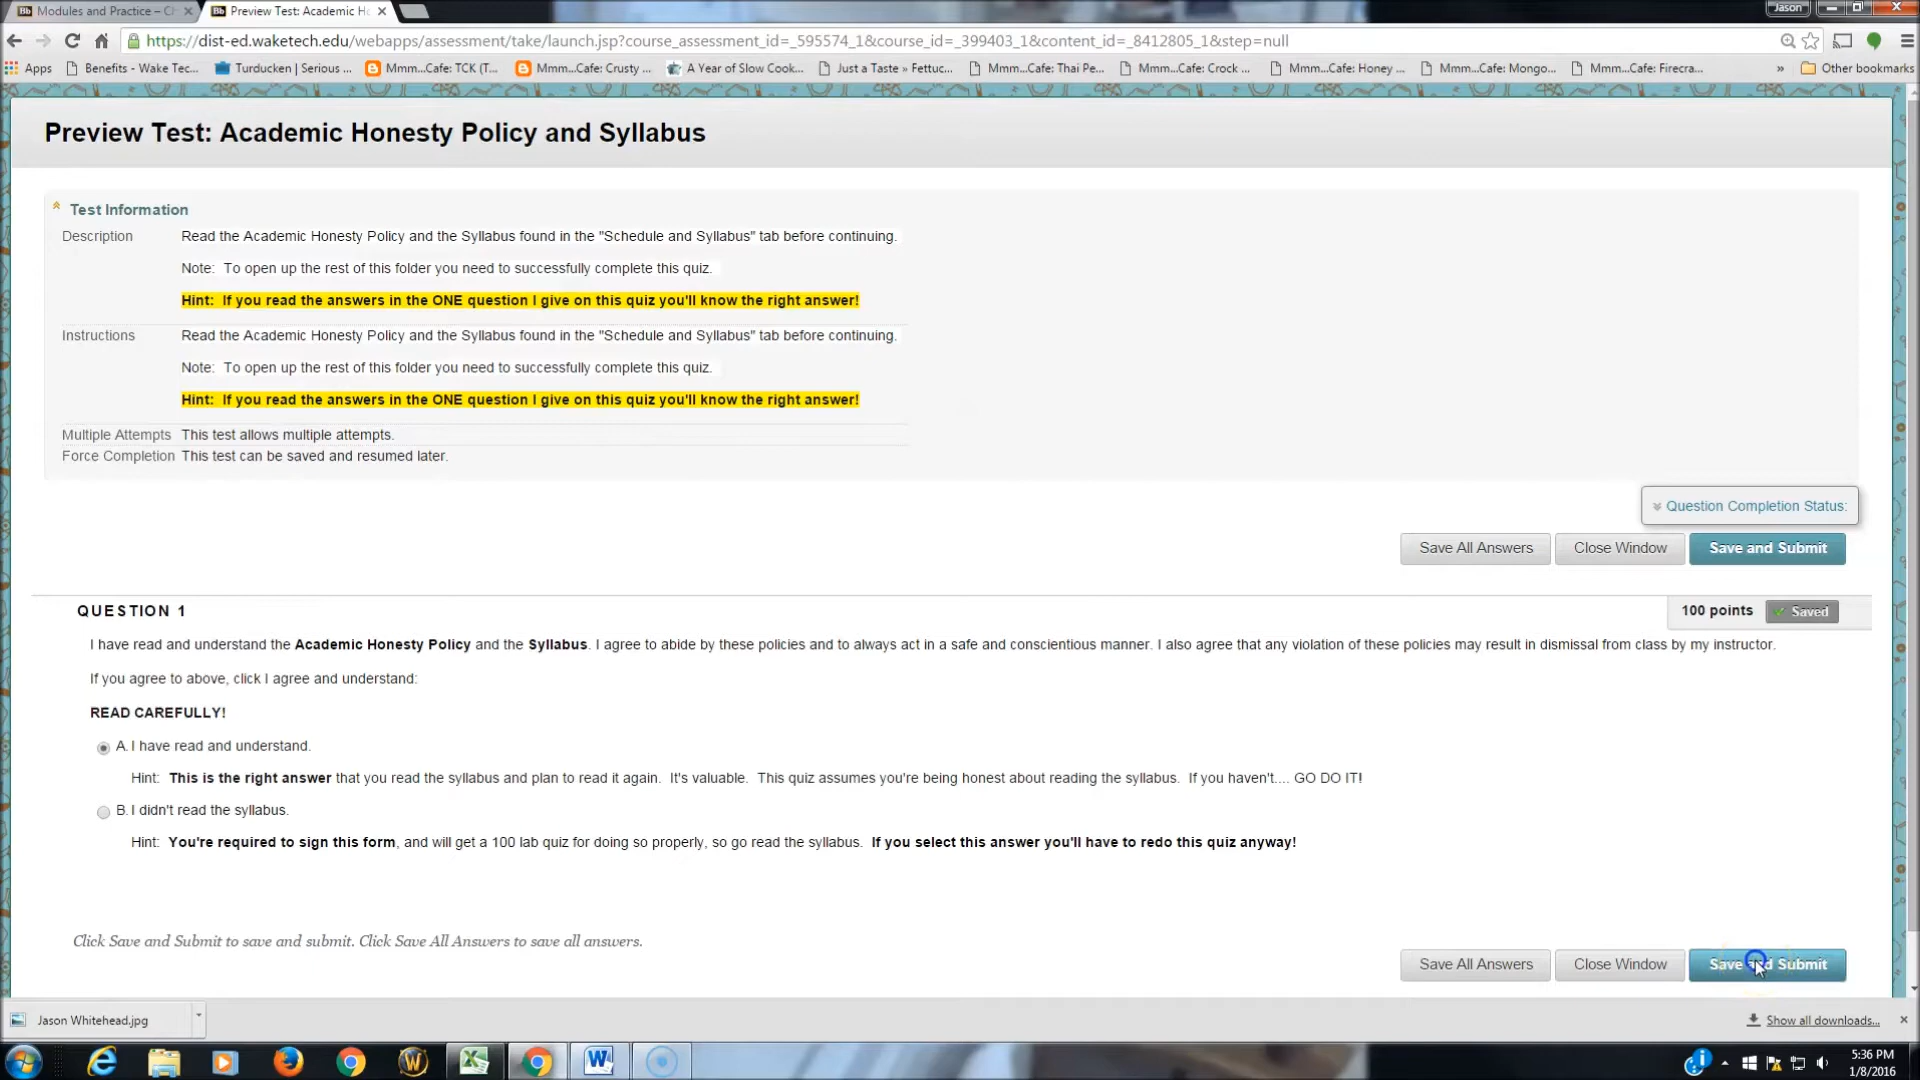 Modules and Practice – C
Preview Test: Academic H
Jason
https://dist-ed.waketech.edu/webapps/assessment/take/launch.jsp?course_assessment_id=_595574_1&course_id=_399403_1&content_id=_8412805_1&step=null
Apps
Benefits - Wake Tec...
Turducken | Serious ...
Mmm...Cafe: TCK (T...
Mmm...Cafe: Crusty ...
A Year of Slow Cook...
Just a Taste » Fettuc...
Mmm...Cafe: Thai Pe...
Mmm...Cafe: Crock ...
Mmm...Cafe: Honey ...
Mmm...Cafe: Mongo...
Mmm...Cafe: Firecra...
»
Other bookmarks
Preview Test: Academic Honesty Policy and Syllabus
Test Information
Description
Read the Academic Honesty Policy and the Syllabus found in the "Schedule and Syllabus" tab before continuing.
Note: To open up the rest of this folder you need to successfully complete this quiz.
Hint: If you read the answers in the ONE question I give on this quiz you'll know the right answer!
Instructions
Read the Academic Honesty Policy and the Syllabus found in the "Schedule and Syllabus" tab before continuing.
Note: To open up the rest of this folder you need to successfully complete this quiz.
Hint: If you read the answers in the ONE question I give on this quiz you'll know the right answer!
Multiple Attempts This test allows multiple attempts.
Force Completion This test can be saved and resumed later.
Question Completion Status:
Save All Answers
Close Window
Save and Submit
QUESTION 1
100 points
Saved
I have read and understand the Academic Honesty Policy and the Syllabus. I agree to abide by these policies and to always act in a safe and conscientious manner. I also agree that any violation of these policies may result in dismissal from class by my instructor.
If you agree to above, click I agree and understand:
READ CAREFULLY!
A. I have read and understand.
Hint: This is the right answer that you read the syllabus and plan to read it again. It's valuable. This quiz assumes you're being honest about reading the syllabus. If you haven't.... GO DO IT!
B. I didn't read the syllabus.
Hint: You're required to sign this form, and will get a 100 lab quiz for doing so properly, so go read the syllabus. If you select this answer you'll have to redo this quiz anyway!
Click Save and Submit to save and submit. Click Save All Answers to save all answers.
Save All Answers
Close Window
Save and Submit
Jason Whitehead.jpg
Show all downloads...
5:36 PM
1/8/2016